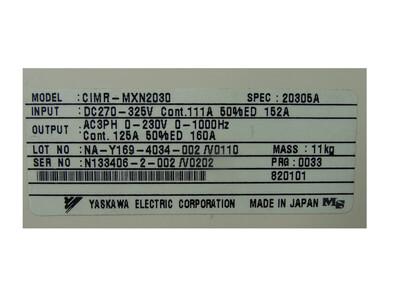 MODEL : CIMR-MXN2030 SPEC : 20305A
INPUT : DC270-325V Cont.111A 50%ED 152A
OUTPUT : AC3PH 0-230V 0-1000Hz
Cont.125A 50%ED 160A
LOT NO : NA-Y169-4034-002 /V0110 MASS : 11kg
SER NO : N133406-2-002 /V0202 PRG : 0033
820101
YASKAWA ELECTRIC CORPORATION MADE IN JAPAN MS